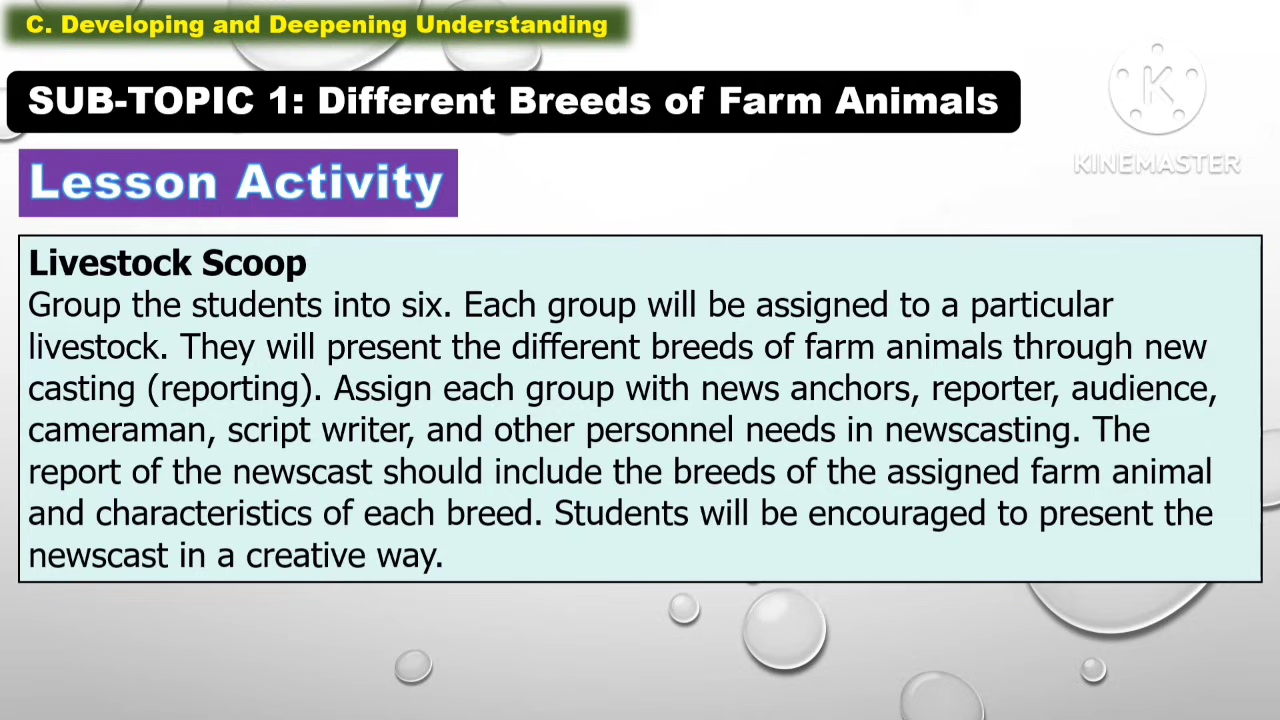 C. Developing and Deepening Understanding
SUB-TOPIC 1: Different Breeds of Farm Animals
K
KINEMASTER
Lesson Activity
Livestock Scoop
Group the students into six. Each group will be assigned to a particular
livestock. They will present the different breeds of farm animals through new
casting (reporting). Assign each group with news anchors, reporter, audience,
cameraman, script writer, and other personnel needs in newscasting. The
report of the newscast should include the breeds of the assigned farm animal
and characteristics of each breed. Students will be encouraged to present the
newscast in a creative way.